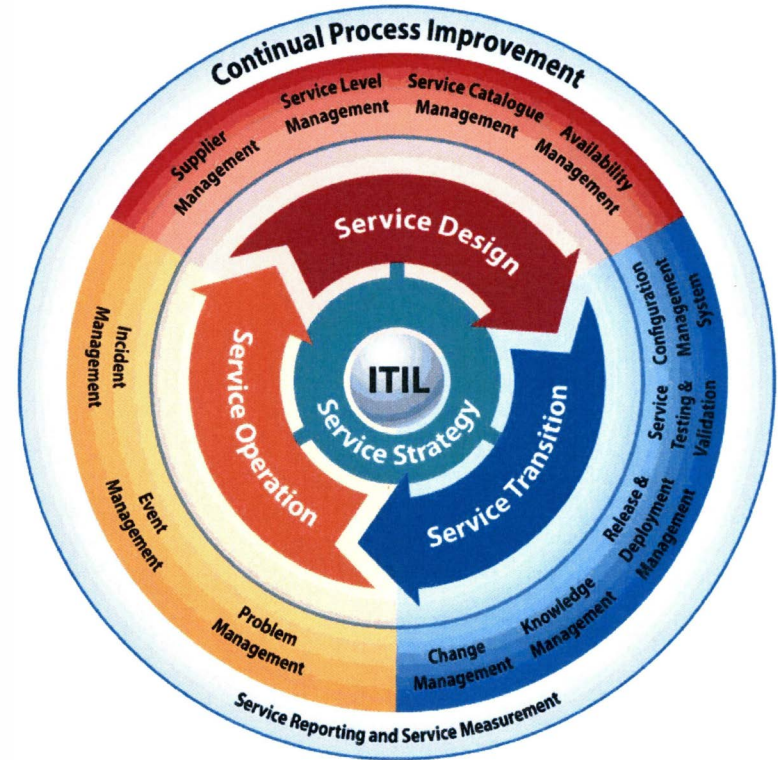 Continual Process Improvement
Supplier
Management
Service Level
Management
Service Catalogue
Management
Availability
Management
Configuration
Management
System
Service
Testing &
Validation
Release &
Deployment
Management
Knowledge
Management
Change
Management
Problem
Management
Event
Management
Incident
Management
Service Design
Service Transition
Service Operation
Service Strategy
ITIL
Service Reporting and Service Measurement